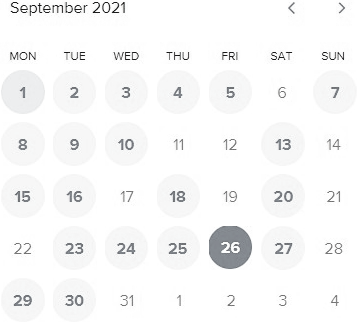 September 2021 < >
MON TUE WED THU FRI SAT SUN
1 2 3 4 5 6 7
8 9 10 11 12 13 14
15 16 17 18 19 20 21
22 23 24 25 26 27 28
29 30 31 1 2 3 4